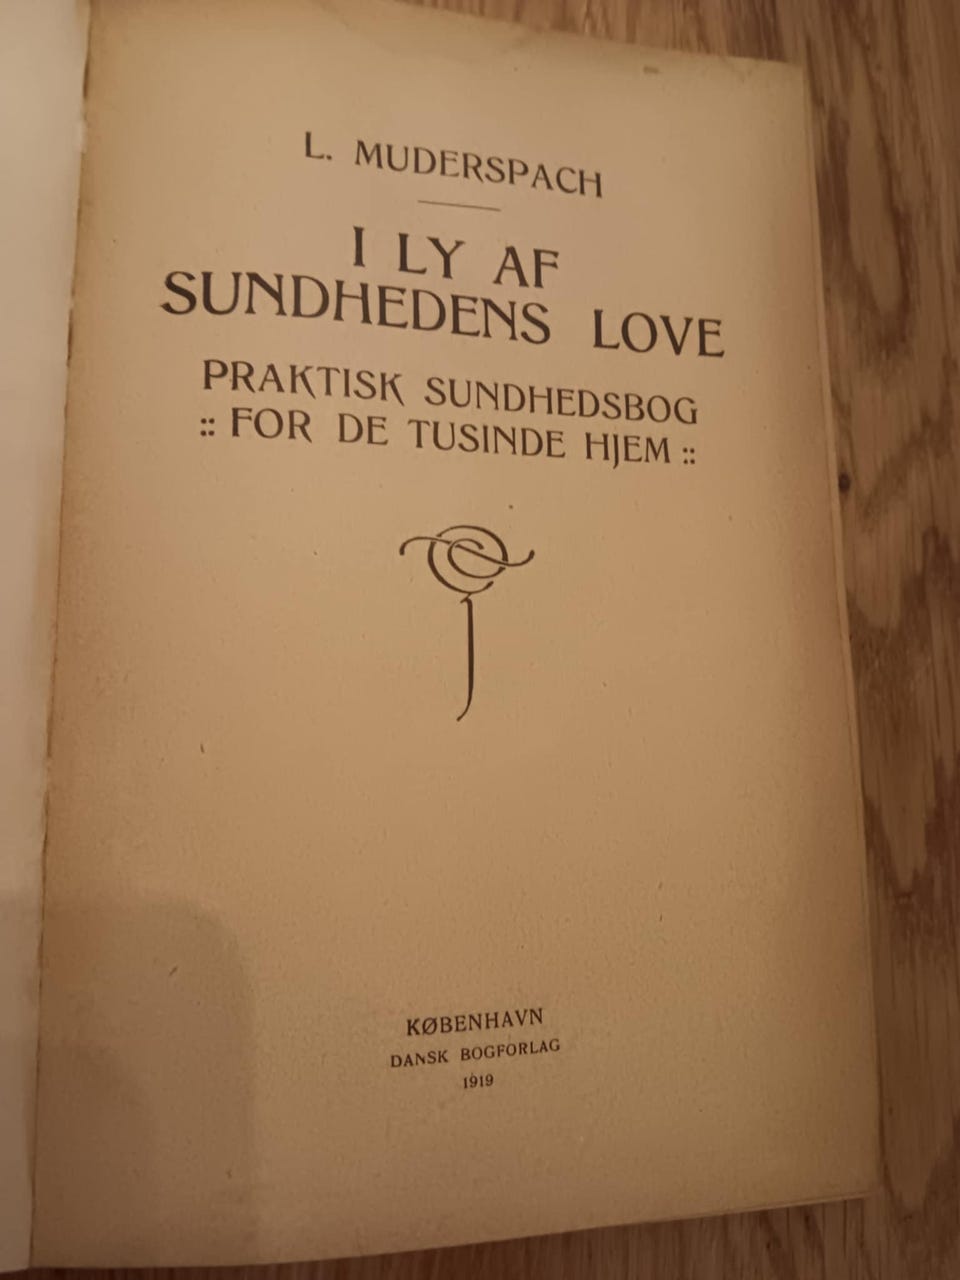 L. MUDERSPACH
I LY AF
SUNDHEDENS LOVE
PRAKTISK SUNDHEDSBOG
:: FOR DE TUSINDE HJEM ::
KØBENHAVN
DANSK BOGFORLAG
1919